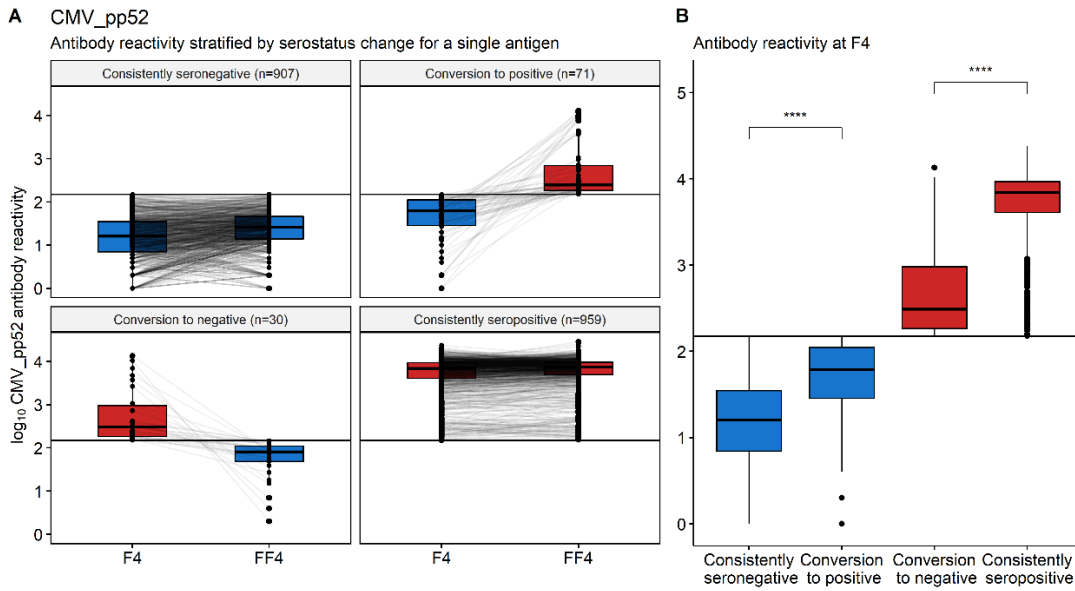 A
CMV_pp52
Antibody reactivity stratified by serostatus change for a single antigen
Consistently seronegative (n=907)
Conversion to positive (n=71)
4
3
2
1
0
Conversion to negative (n=30)
Consistently seropositive (n=959)
4
3
2
1
0
log₁₀ CMV_pp52 antibody reactivity
F4
FF4
F4
FF4
B
Antibody reactivity at F4
5
4
3
2
1
0
****
****
Consistently
seronegative
Conversion
to positive
Conversion
to negative
Consistently
seropositive